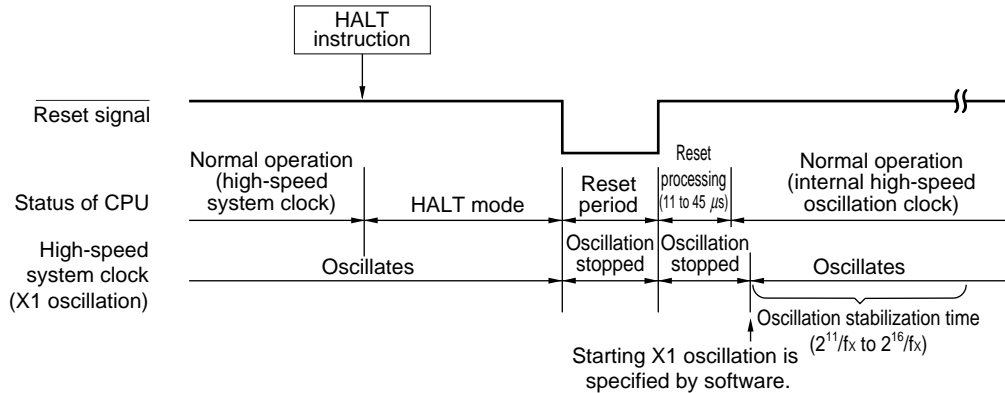 HALT
instruction
Reset signal
Normal operation
(high-speed
system clock)
HALT mode
Reset
period
Reset
processing
(11 to 45 μs)
Normal operation
(internal high-speed
oscillation clock)
Status of CPU
High-speed
system clock
(X1 oscillation)
Oscillates
Oscillation
stopped
Oscillation
stopped
Oscillates
Oscillation stabilization time
(2¹¹/fx to 2¹⁶/fx)
Starting X1 oscillation is
specified by software.